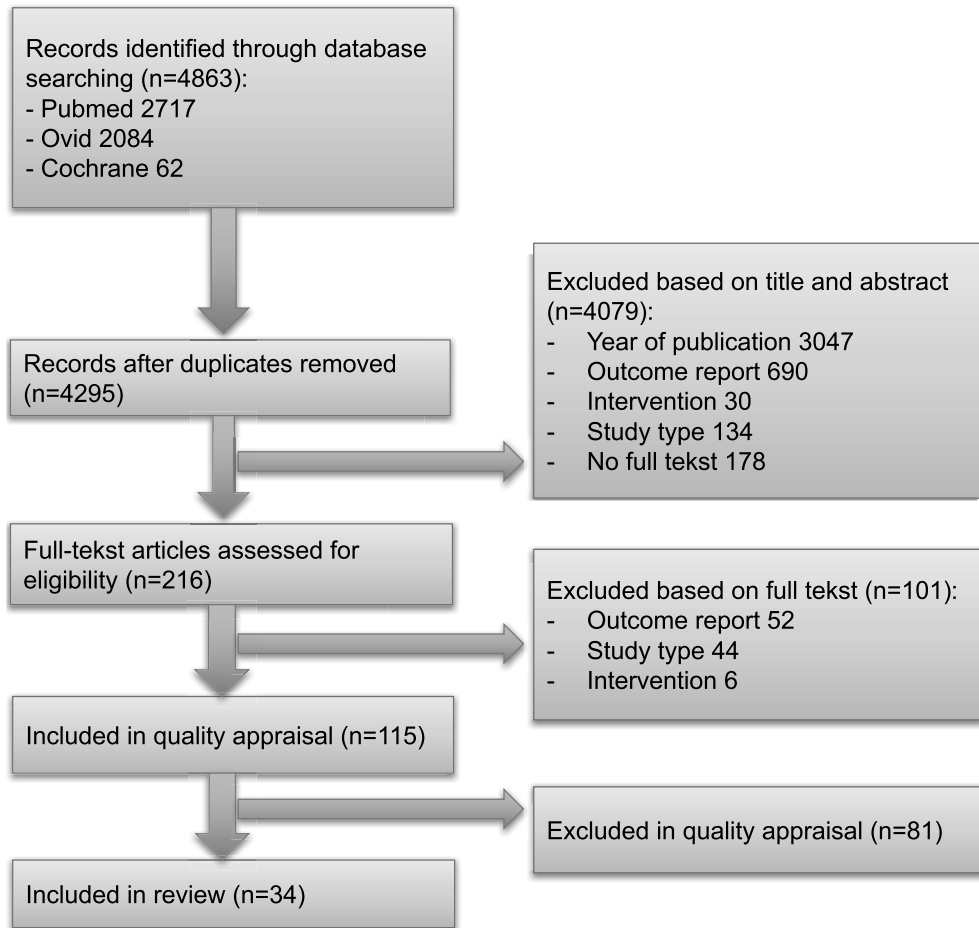 Records identified through database
searching (n=4863):
- Pubmed 2717
- Ovid 2084
- Cochrane 62
Records after duplicates removed
(n=4295)
Excluded based on title and abstract
(n=4079):
- Year of publication 3047
- Outcome report 690
- Intervention 30
- Study type 134
- No full tekst 178
Full-tekst articles assessed for
eligibility (n=216)
Excluded based on full tekst (n=101):
- Outcome report 52
- Study type 44
- Intervention 6
Included in quality appraisal (n=115)
Excluded in quality appraisal (n=81)
Included in review (n=34)